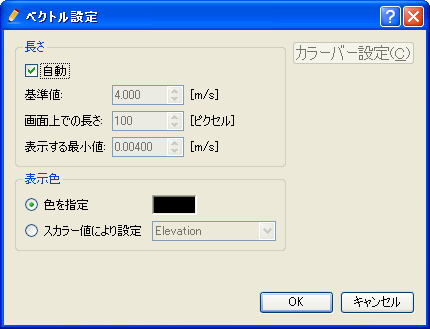 ベクトル設定
長さ
カラーバー設定(C)
自動
基準値: 4.000 [m/s]
画面上での長さ: 100 [ピクセル]
表示する最小値: 0.00400 [m/s]
表示色
色を指定
スカラー値により設定 Elevation
OK キャンセル